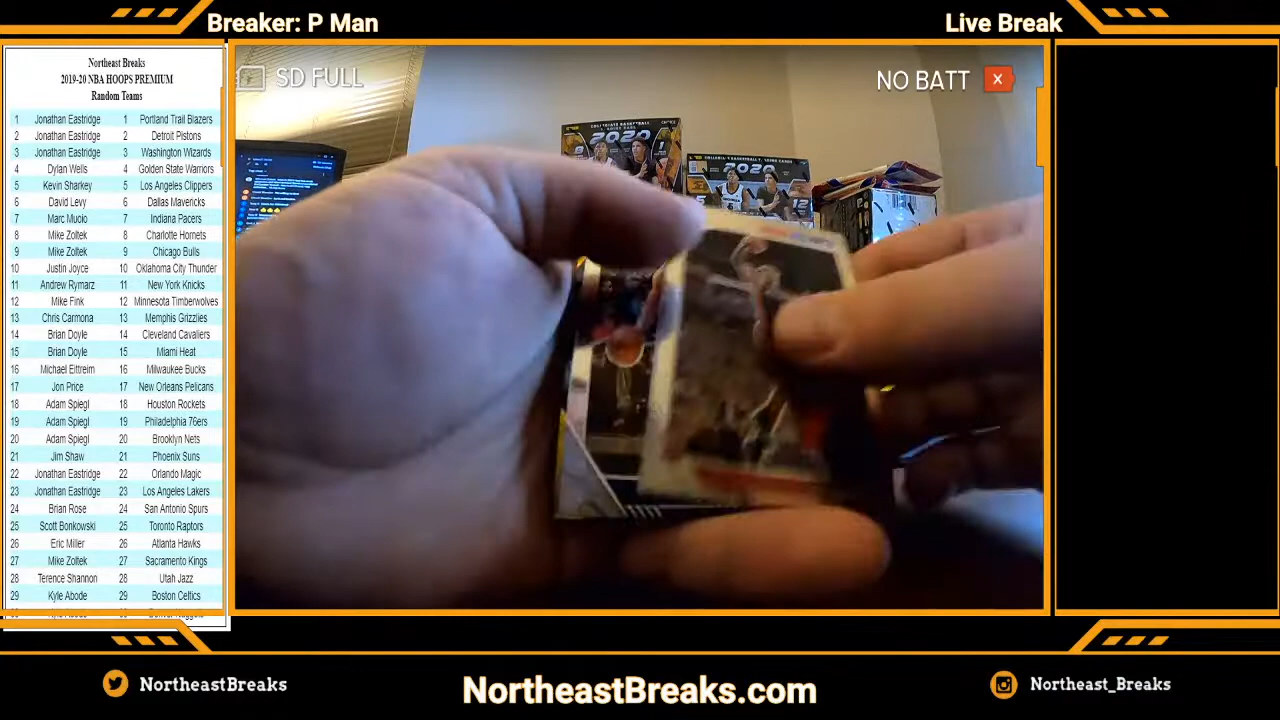 Breaker: P Man
Live Break
Northeast Breaks
2019-20 NBA HOOPS PREMIUM
Random Teams
1 Jonathan Eastridge 1 Portland Trail Blazers
2 Jonathan Eastridge 2 Detroit Pistons
3 Jonathan Eastridge 3 Washington Wizards
4 Dylan Wells 4 Golden State Warriors
5 Kevin Sharkey 5 Los Angeles Clippers
6 David Levy 6 Dallas Mavericks
7 Marc Muoio 7 Indiana Pacers
8 Mike Zoltek 8 Charlotte Hornets
9 Mike Zoltek 9 Chicago Bulls
10 Justin Joyce 10 Oklahoma City Thunder
11 Andrew Rymarz 11 New York Knicks
12 Mike Fink 12 Minnesota Timberwolves
13 Chris Carmona 13 Memphis Grizzlies
14 Brian Doyle 14 Cleveland Cavaliers
15 Brian Doyle 15 Miami Heat
16 Michael Eittreim 16 Milwaukee Bucks
17 Jon Price 17 New Orleans Pelicans
18 Adam Spiegl 18 Houston Rockets
19 Adam Spiegl 19 Philadelphia 76ers
20 Adam Spiegl 20 Brooklyn Nets
21 Jim Shaw 21 Phoenix Suns
22 Jonathan Eastridge 22 Orlando Magic
23 Jonathan Eastridge 23 Los Angeles Lakers
24 Brian Rose 24 San Antonio Spurs
25 Scott Bonkowski 25 Toronto Raptors
26 Eric Miller 26 Atlanta Hawks
27 Mike Zoltek 27 Sacramento Kings
28 Terence Shannon 28 Utah Jazz
29 Kyle Abode 29 Boston Celtics
SD FULL
NO BATT
2020
2020
NortheastBreaks
NortheastBreaks.com
Northeast_Breaks